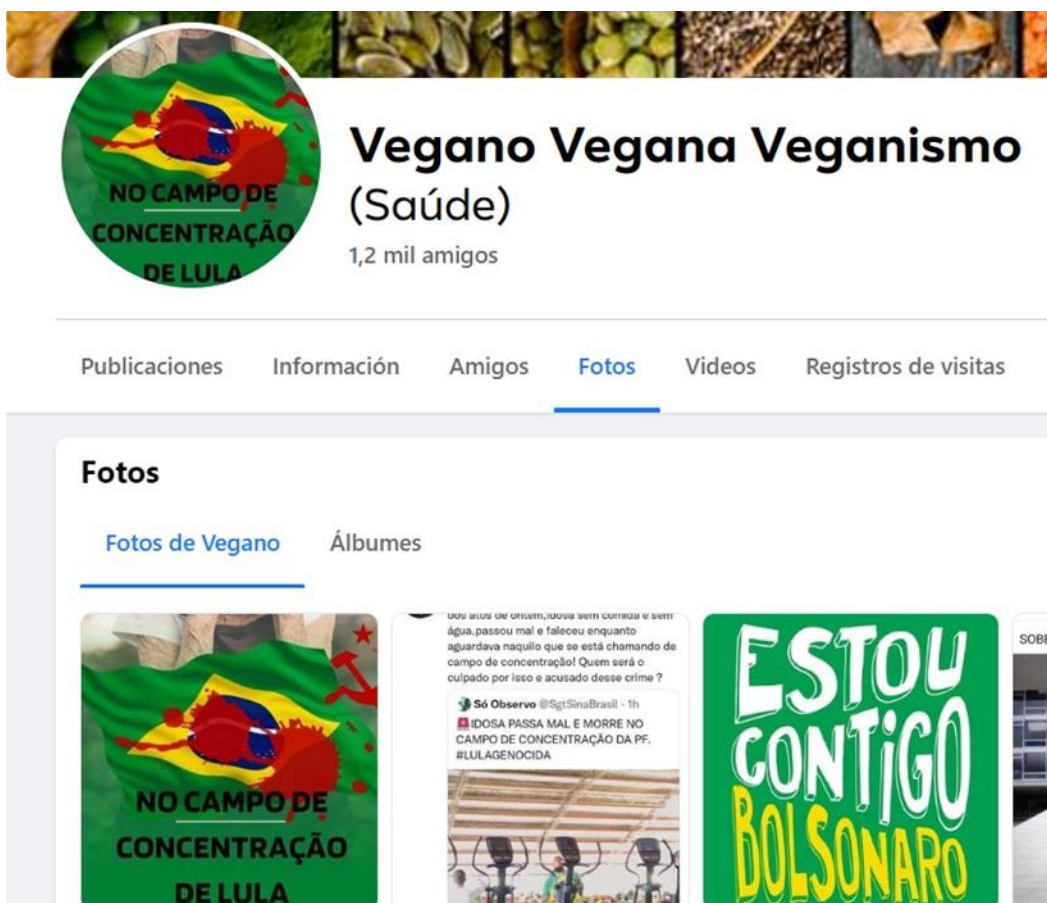 NO CAMPO DE
CONCENTRAÇÃO
DE LULA
Vegano Vegana Veganismo
(Saúde)
1,2 mil amigos
Publicaciones
Información
Amigos
Fotos
Videos
Registros de visitas
Fotos
Fotos de Vegano
Álbumes
NO CAMPO DE
CONCENTRAÇÃO
DE LULA
dos atos de ontem,idosa sem comida e sem
água,passou mal e faleceu enquanto
aguardava naquilo que se está chamando de
campo de concentração! Quem será o
culpado por isso e acusado desse crime ?
Só Observo @SgtSinaBrasil · 1h
IDOSA PASSA MAL E MORRE NO
CAMPO DE CONCENTRAÇÃO DA PF.
#LULAGENOCIDA
ESTOU
CONTiGO
BOLSONARO